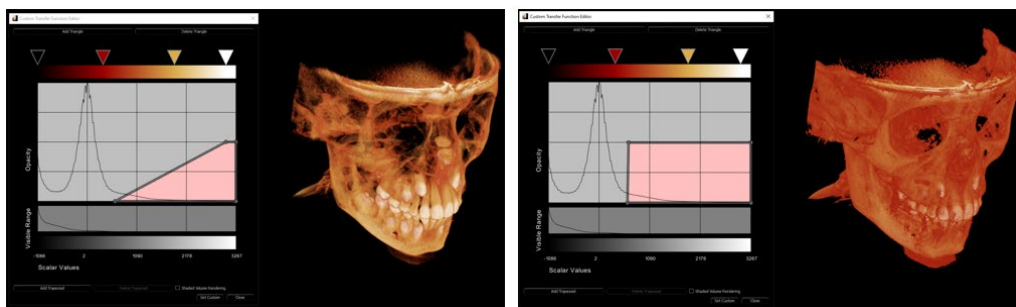 Custom Transfer Function Editor
Add Triangle
Delete Triangle
Opacity
Visible Range
-1086
2
1090
2178
3267
Scalar Values
Add Trapezoid
Delete Trapezoid
Shaded Volume Rendering
Set Custom
Close
Custom Transfer Function Editor
Add Triangle
Delete Triangle
Opacity
Visible Range
-1086
2
1090
2178
3267
Scalar Values
Add Trapezoid
Delete Trapezoid
Shaded Volume Rendering
Set Custom
Close